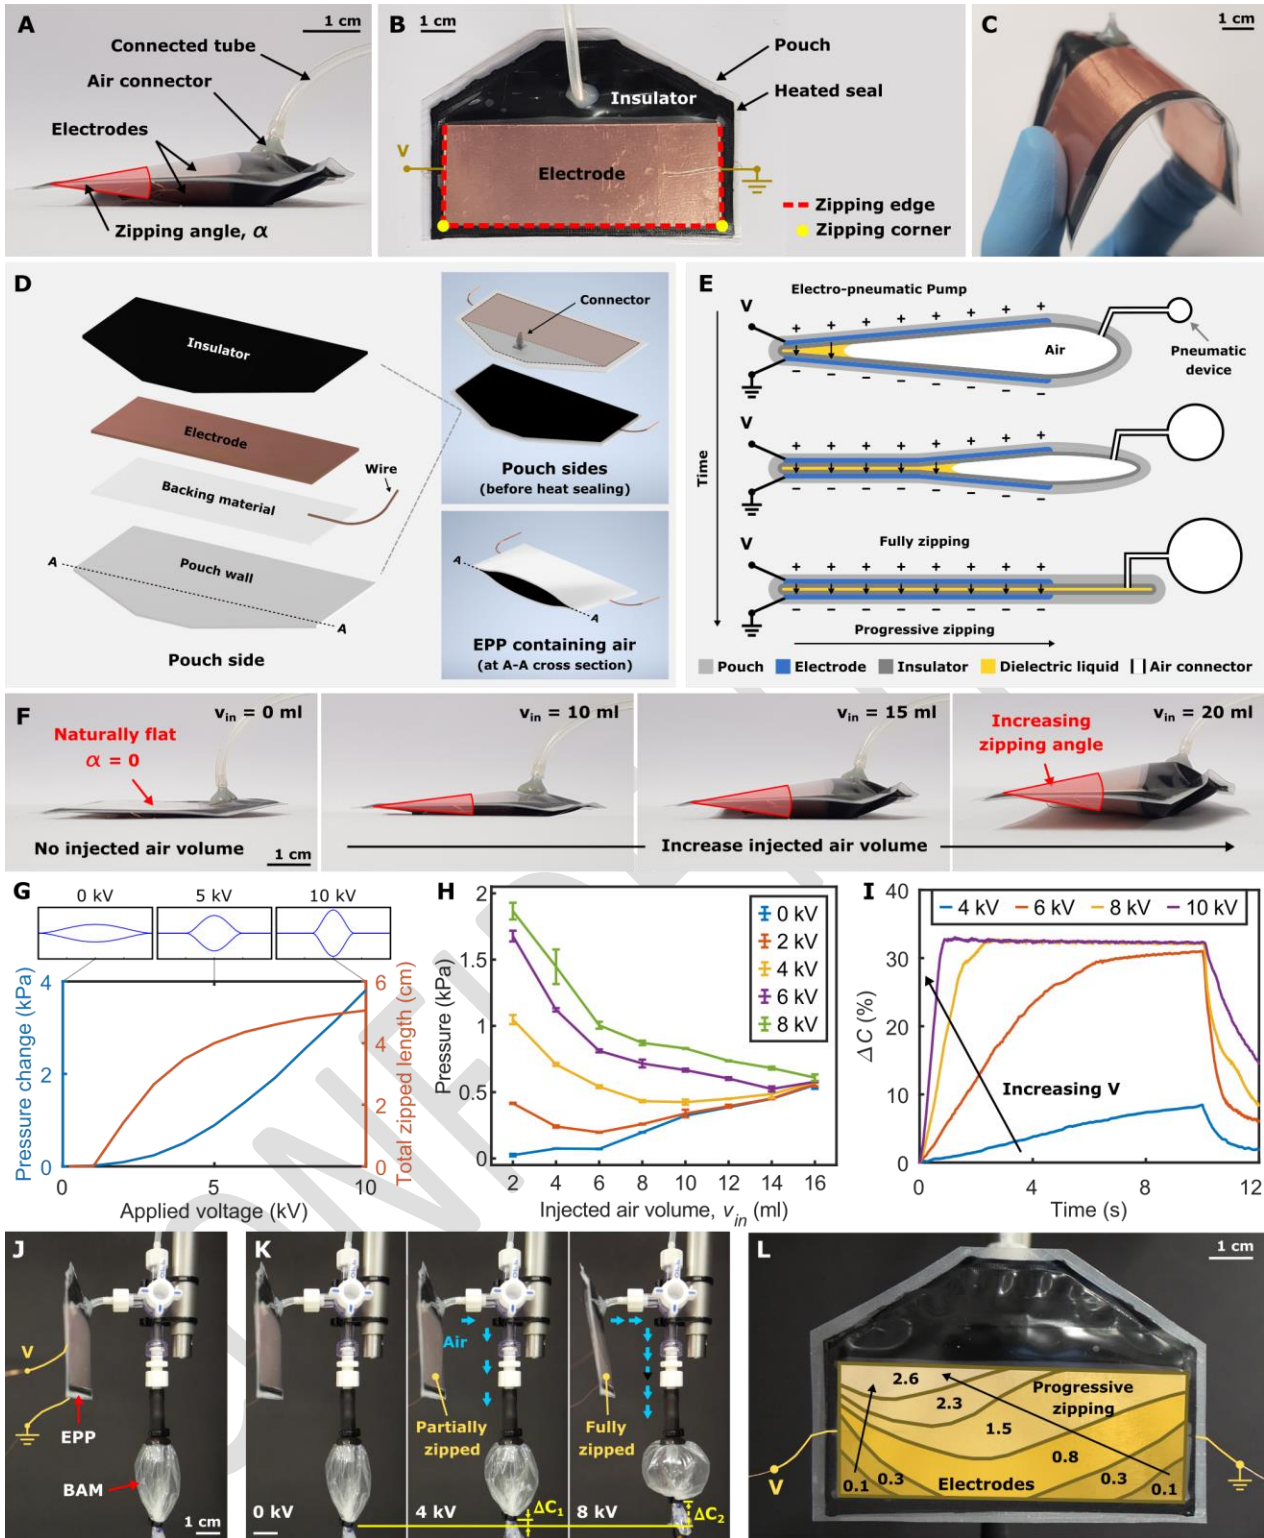 A
1 cm
Connected tube
Air connector
Electrodes
Zipping angle, α
B
1 cm
Pouch
Heated seal
Insulator
V
Electrode
Zipping edge
Zipping corner
C
1 cm
D
Insulator
Electrode
Backing material
Wire
Pouch wall
A
A
Pouch side
Connector
Pouch sides
(before heat sealing)
A
A
EPP containing air
(at A-A cross section)
E
Electro-pneumatic Pump
V
+ + + + + + + +
Air
− − − − − − − −
Pneumatic
device
Time
V
+ + + + + + + +
− − − − − − − −
Fully zipping
V
+ + + + + + + +
− − − − − − − −
Progressive zipping
Pouch
Electrode
Insulator
Dielectric liquid
Air connector
F
Naturally flat
α = 0
No injected air volume
1 cm
v_in = 0 ml
v_in = 10 ml
v_in = 15 ml
v_in = 20 ml
Increasing
zipping angle
Increase injected air volume
G
0 kV
5 kV
10 kV
Pressure change (kPa)
4
2
0
6
4
2
0
Total zipped length (cm)
0
5
10
Applied voltage (kV)
H
Pressure (kPa)
2
1.5
1
0.5
0
0 kV
2 kV
4 kV
6 kV
8 kV
2 4 6 8 10 12 14 16
Injected air volume, v_in (ml)
I
ΔC (%)
40
30
20
10
0
4 kV
6 kV
8 kV
10 kV
Increasing V
0 2 4 6 8 10 12
Time (s)
J
V
EPP
BAM
1 cm
K
0 kV
Air
Partially
zipped
4 kV
ΔC₁
Fully
zipped
8 kV
ΔC₂
L
1 cm
2.6
Progressive
zipping
2.3
1.5
0.8
0.3
0.3
0.1
0.1
Electrodes
V